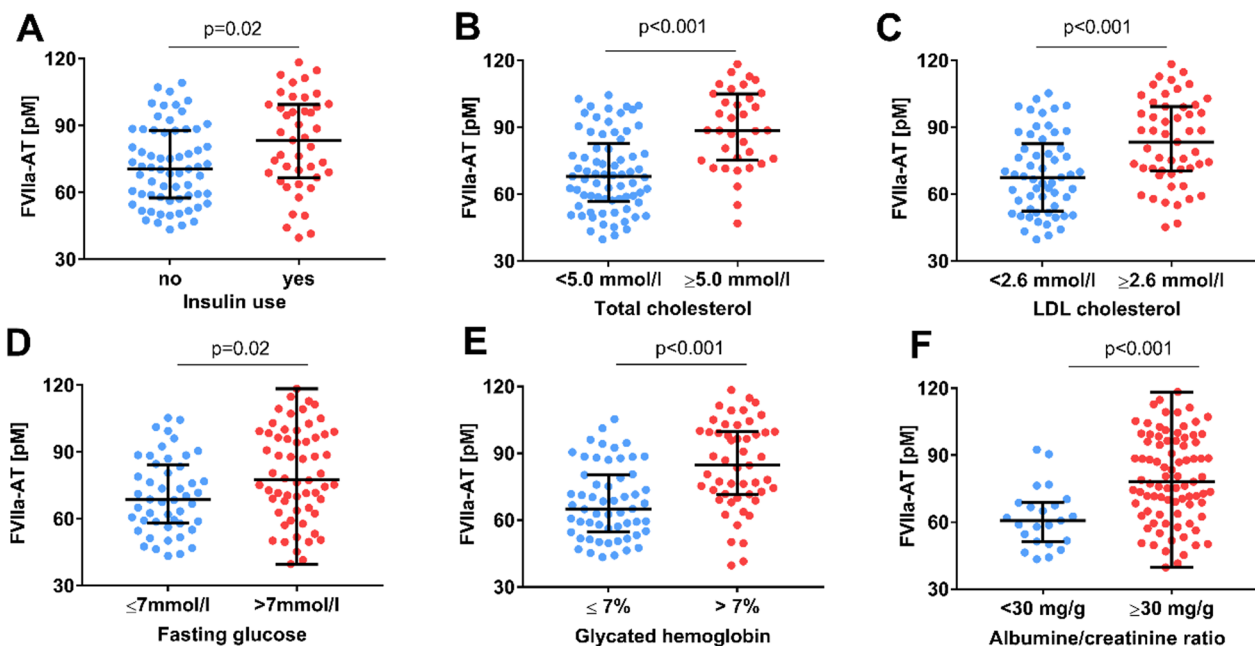 A
p=0.02
FVIIa-AT [pM]
120
90
60
30
no yes
Insulin use
B
p<0.001
FVIIa-AT [pM]
120
90
60
30
<5.0 mmol/l ≥5.0 mmol/l
Total cholesterol
C
p<0.001
FVIIa-AT [pM]
120
90
60
30
<2.6 mmol/l ≥2.6 mmol/l
LDL cholesterol
D
p=0.02
FVIIa-AT [pM]
120
90
60
30
≤7mmol/l >7mmol/l
Fasting glucose
E
p<0.001
FVIIa-AT [pM]
120
90
60
30
≤ 7% > 7%
Glycated hemoglobin
F
p<0.001
FVIIa-AT [pM]
120
90
60
30
<30 mg/g ≥30 mg/g
Albumine/creatinine ratio